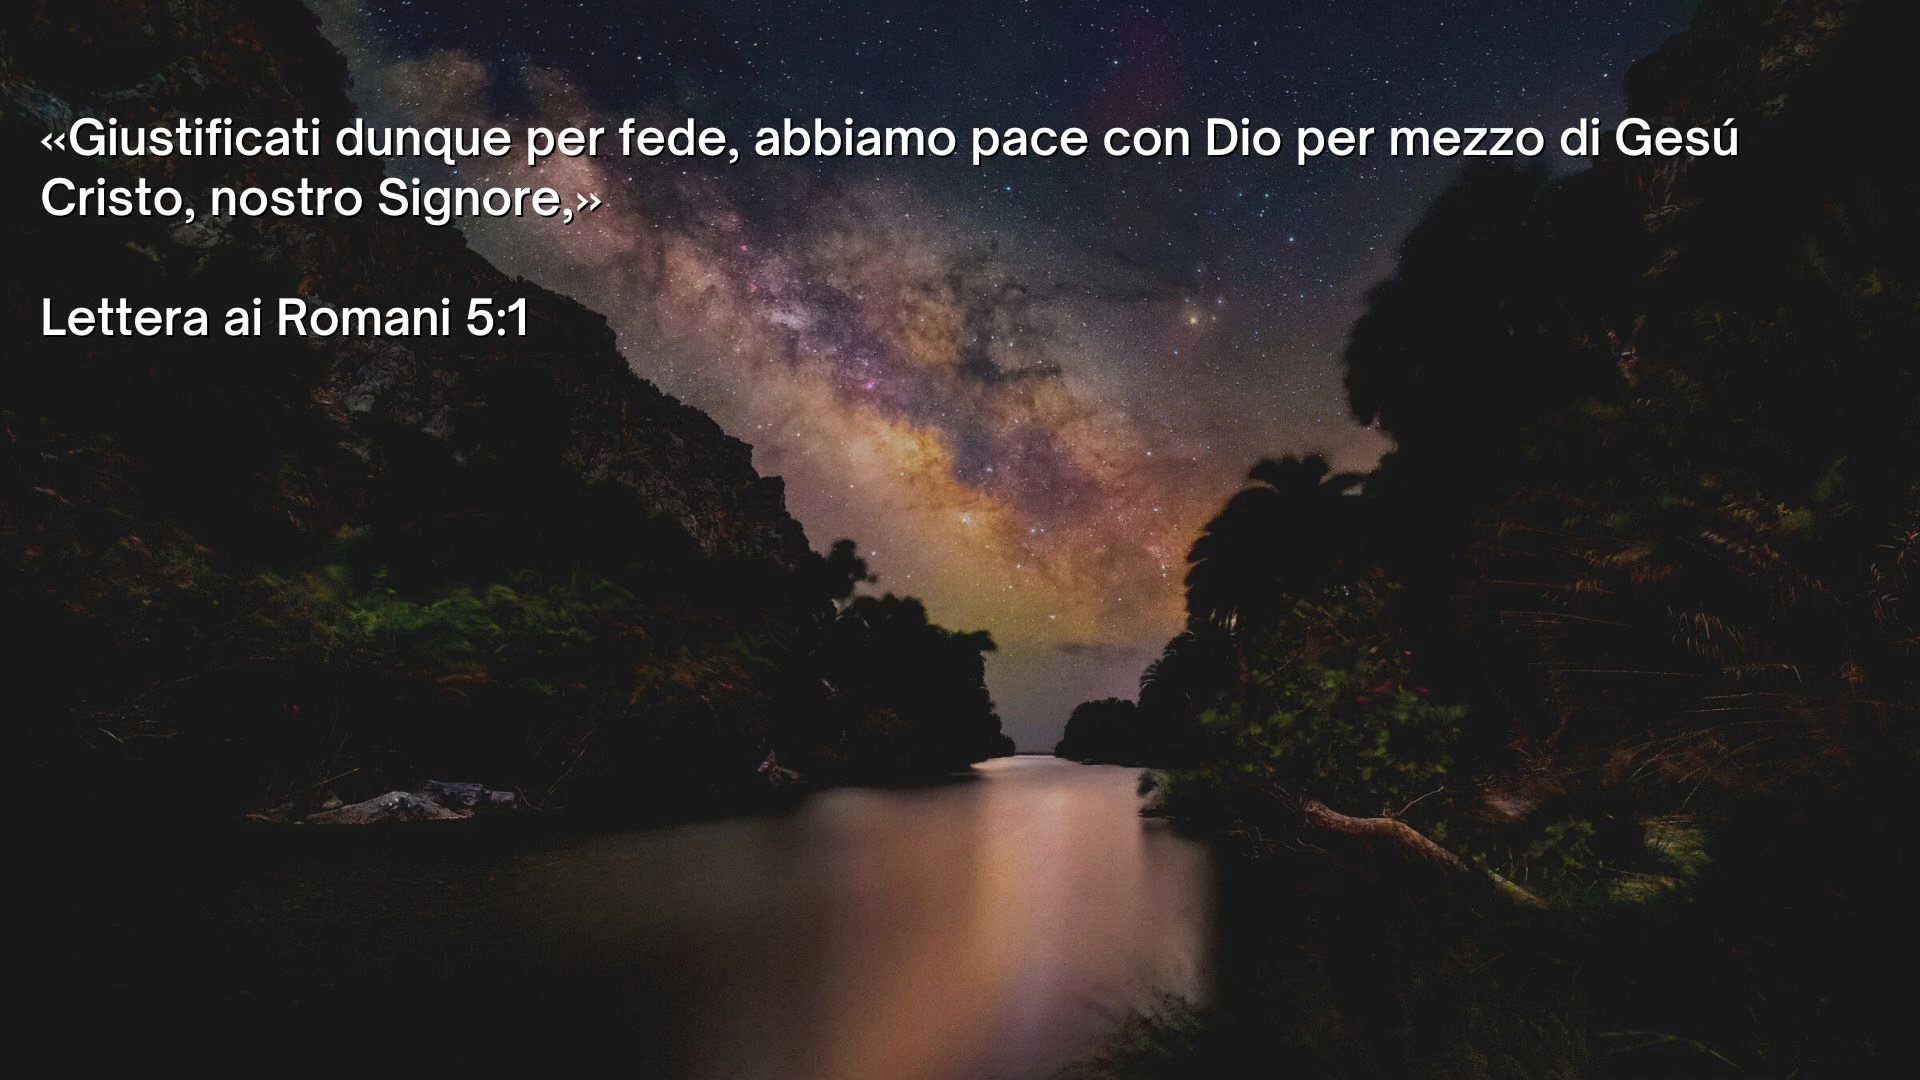 «Giustificati dunque per fede, abbiamo pace con Dio per mezzo di Gesú
Cristo, nostro Signore,»
Lettera ai Romani 5:1